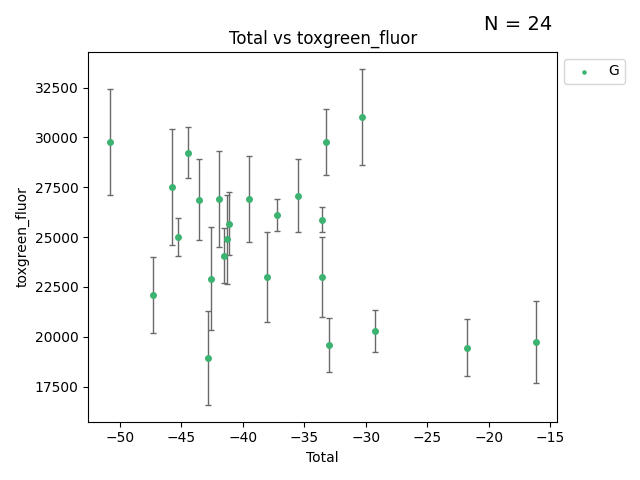 N = 24
Total vs toxgreen_fluor
G
toxgreen_fluor
32500
30000
27500
25000
22500
20000
17500
−50 −45 −40 −35 −30 −25 −20 −15
Total